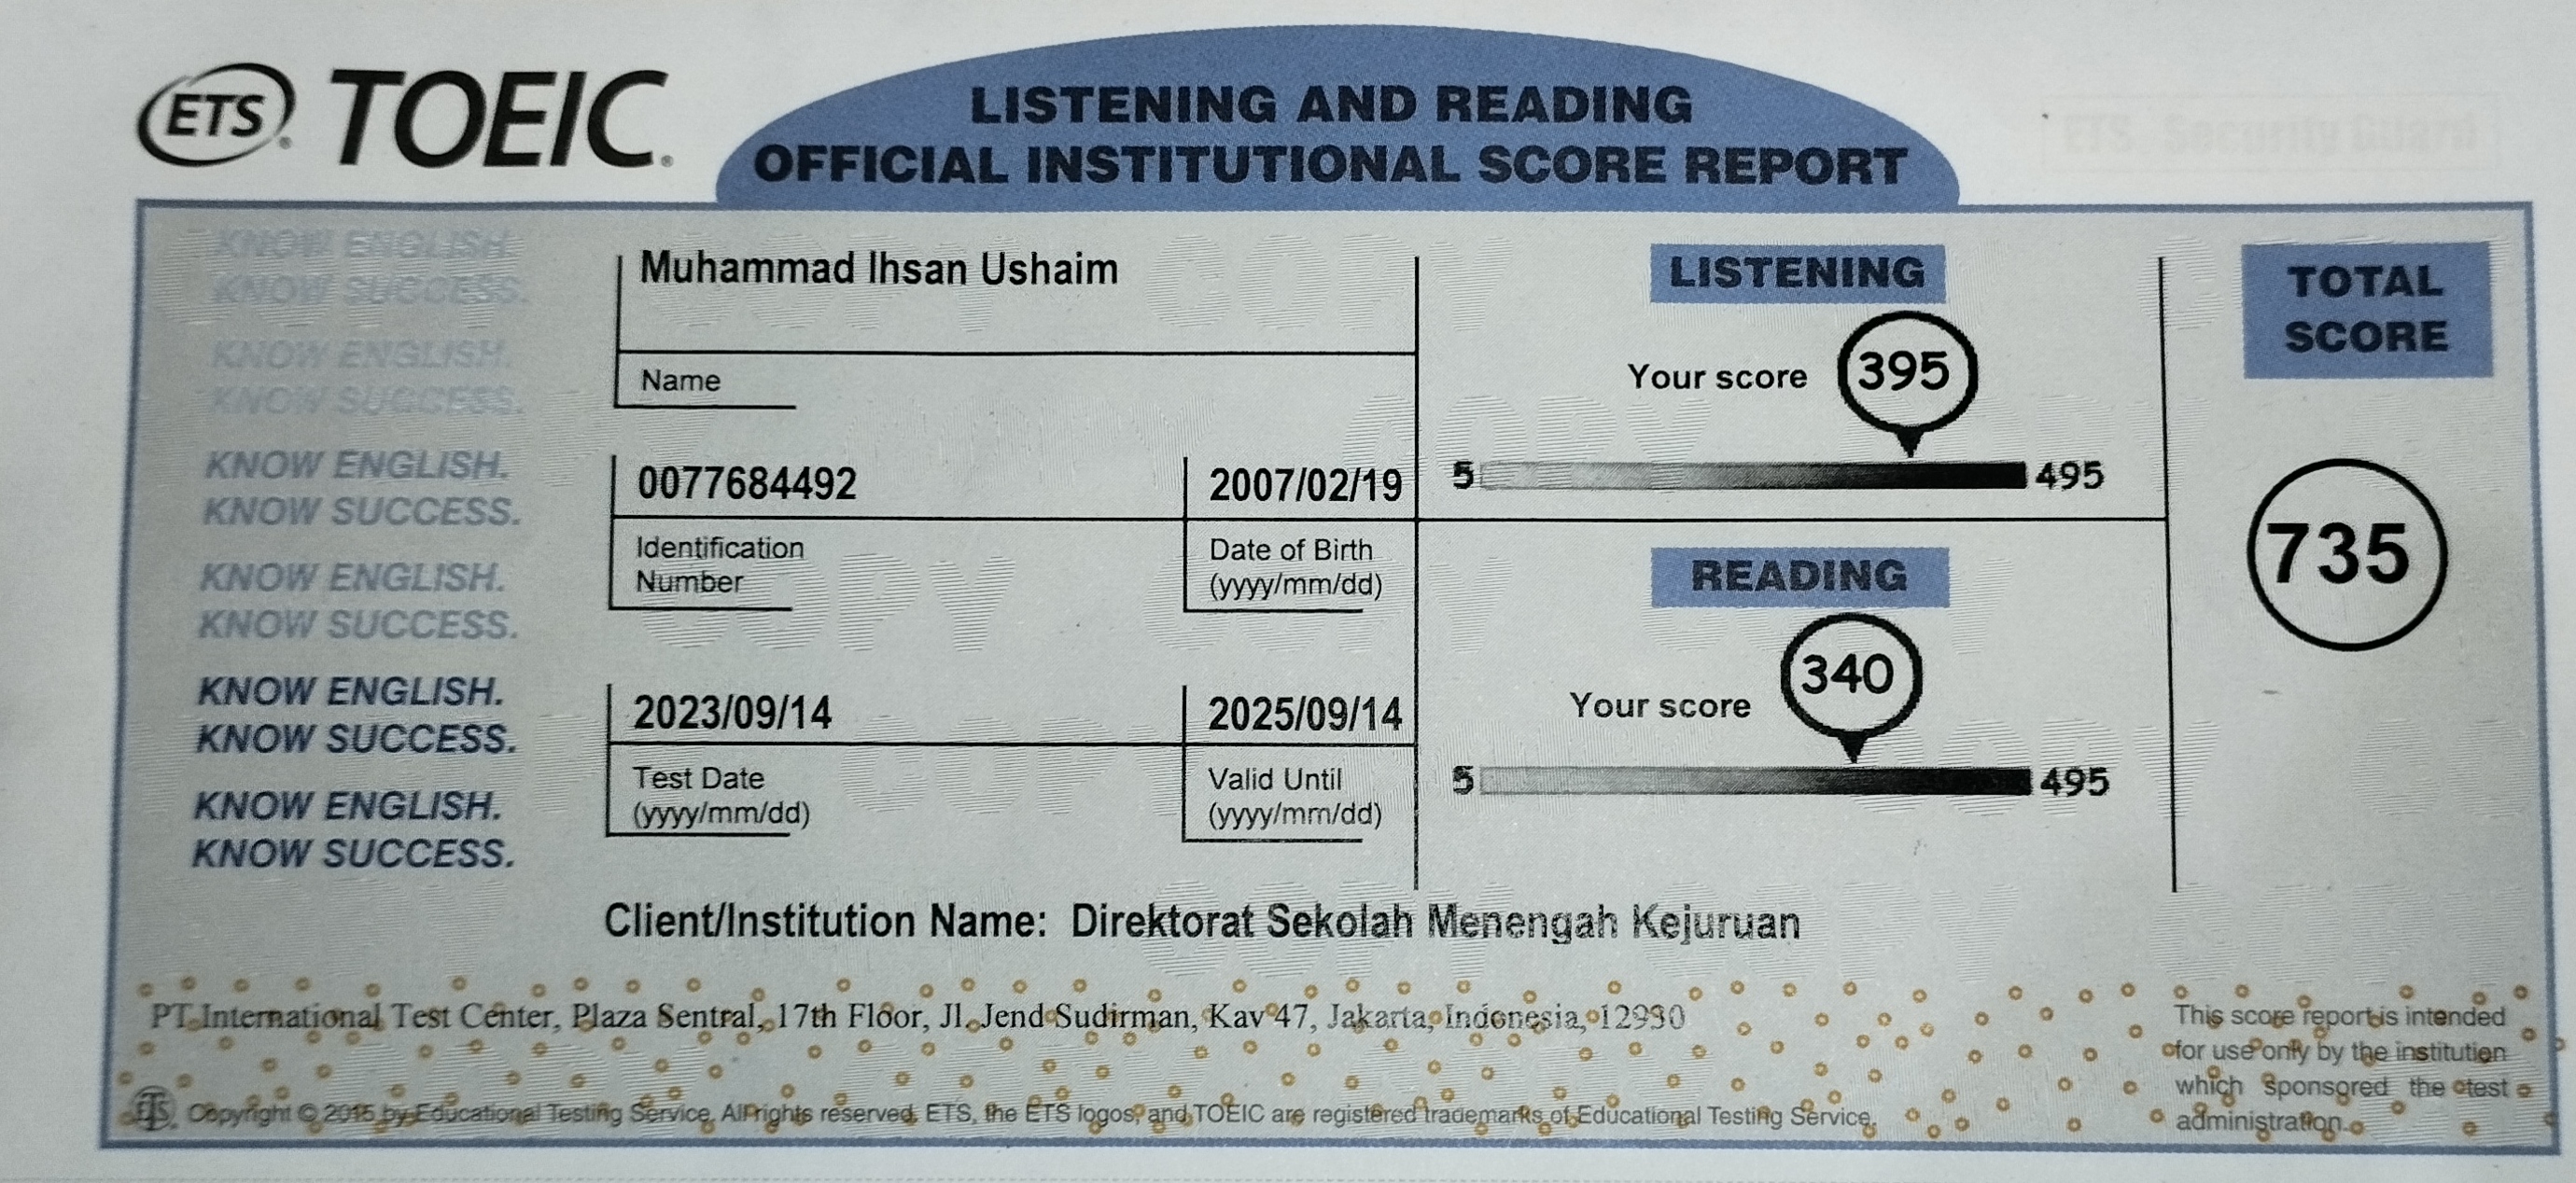 ETS® TOEIC®
LISTENING AND READING
OFFICIAL INSTITUTIONAL SCORE REPORT
ETS Security Guard
KNOW ENGLISH.
KNOW SUCCESS.
KNOW ENGLISH.
KNOW SUCCESS.
KNOW ENGLISH.
KNOW SUCCESS.
KNOW ENGLISH.
KNOW SUCCESS.
KNOW ENGLISH.
KNOW SUCCESS.
KNOW ENGLISH.
KNOW SUCCESS.
Muhammad Ihsan Ushaim
Name
0077684492
Identification
Number
2007/02/19
Date of Birth
(yyyy/mm/dd)
2023/09/14
Test Date
(yyyy/mm/dd)
2025/09/14
Valid Until
(yyyy/mm/dd)
LISTENING
Your score 395
5 495
READING
Your score 340
5 495
TOTAL
SCORE
735
Client/Institution Name: Direktorat Sekolah Menengah Kejuruan
PT International Test Center, Plaza Sentral, 17th Floor, Jl. Jend Sudirman, Kav 47, Jakarta, Indonesia, 12930
ETS. Copyright © 2015 by Educational Testing Service. All rights reserved. ETS, the ETS logos, and TOEIC are registered trademarks of Educational Testing Service.
This score report is intended
for use only by the institution
which sponsored the test
administration.